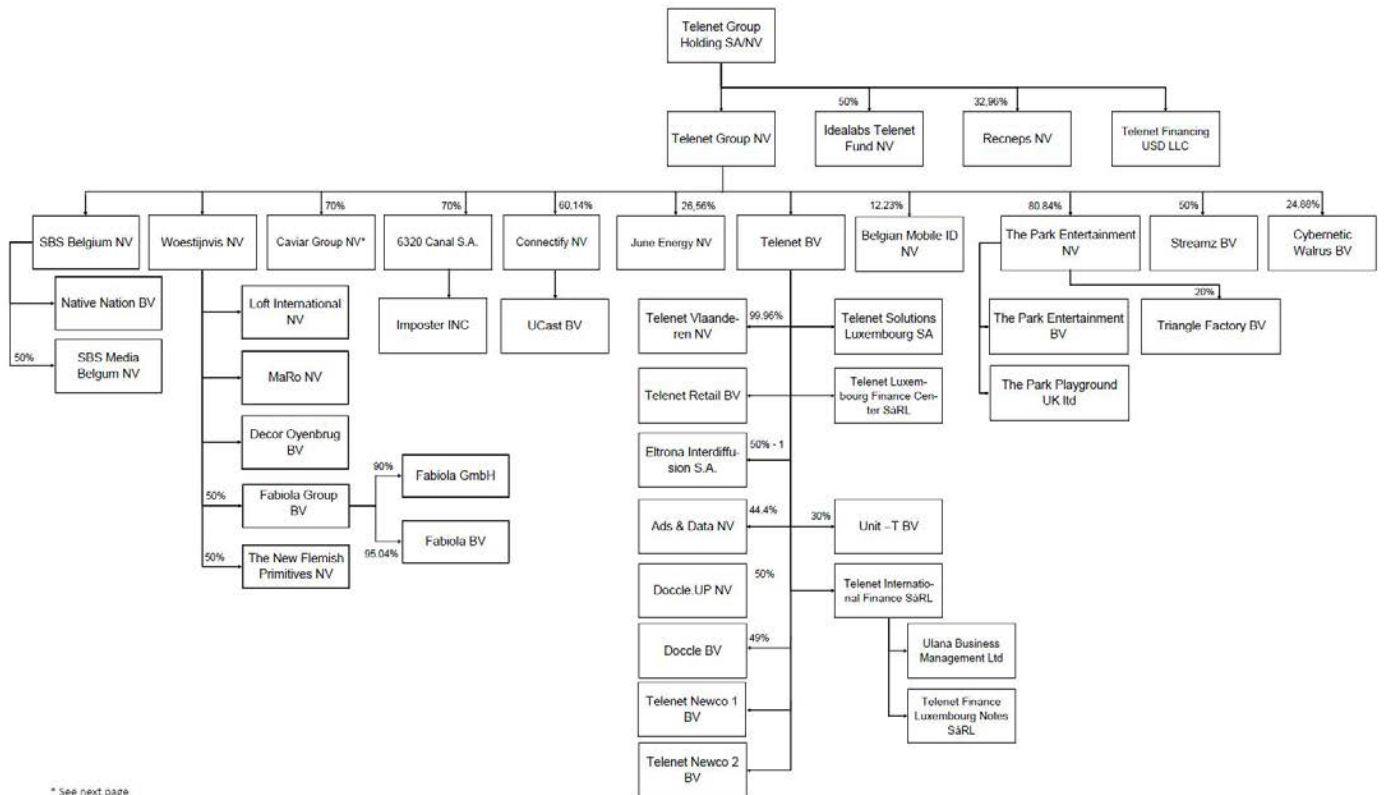 Telenet Group
Holding SA/NV
50%
32,96%
Telenet Group NV
Idealabs Telenet
Fund NV
Recneps NV
Telenet Financing
USD LLC
70%
70%
60,14%
26,56%
12.23%
80.84%
50%
24.68%
SBS Belgium NV
Woestijnvis NV
Caviar Group NV*
6320 Canal S.A.
Connectify NV
June Energy NV
Telenet BV
Belgian Mobile ID
NV
The Park Entertainment
NV
Streamz BV
Cybernetic
Walrus BV
Native Nation BV
50%
SBS Media
Belgum NV
Loft International
NV
MaRo NV
Decor Oyenbrug
BV
50%
Fabiola Group
BV
90%
Fabiola GmbH
95.04%
Fabiola BV
50%
The New Flemish
Primitives NV
Imposter INC
UCast BV
Telenet Vlaande-
ren NV
99.96%
Telenet Solutions
Luxembourg SA
Telenet Retail BV
Telenet Luxem-
bourg Finance Cen-
ter SàRL
Eltrona Interdiffu-
sion S.A.
50% - 1
Ads & Data NV
44.4%
30%
Unit –T BV
Doccle.UP NV
50%
Telenet Internatio-
nal Finance SàRL
Doccle BV
49%
Ulana Business
Management Ltd
Telenet Newco 1
BV
Telenet Finance
Luxembourg Notes
SàRL
Telenet Newco 2
BV
The Park Entertainment
BV
20%
Triangle Factory BV
The Park Playground
UK ltd
* See next page